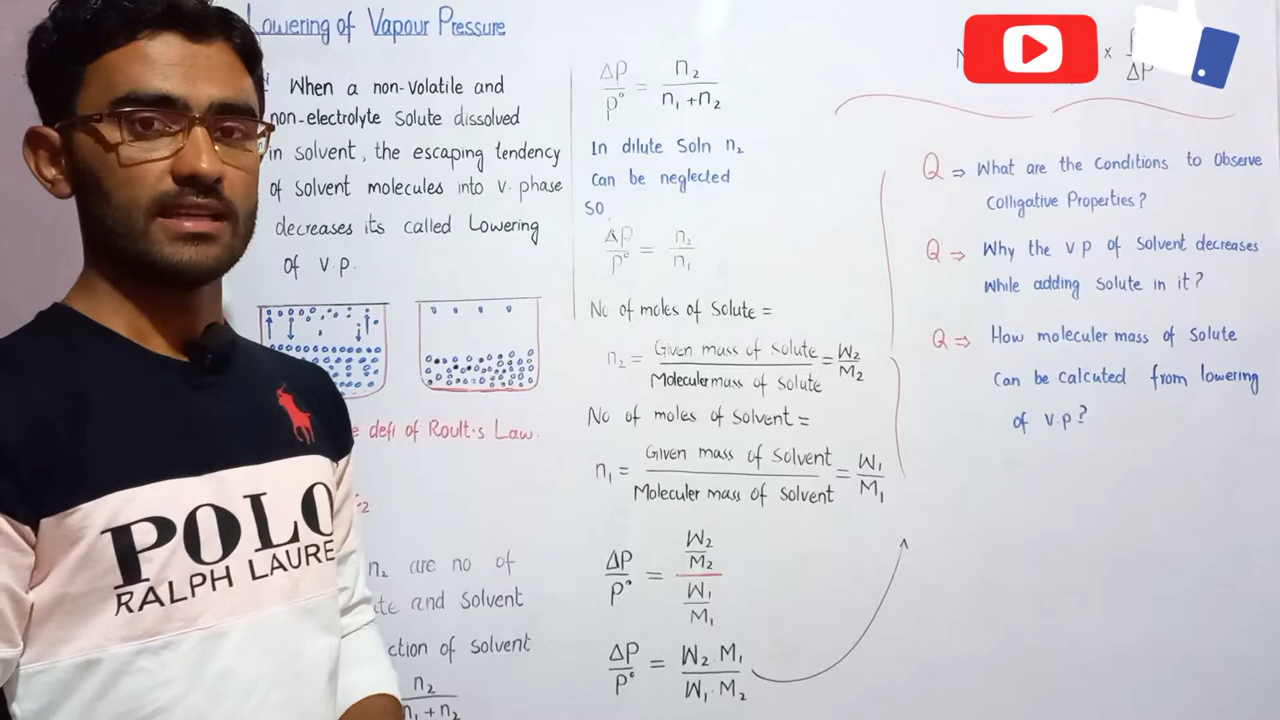 Lowering of Vapour Pressure
When a non-volatile and
non-electrolyte Solute dissolved
in solvent, the escaping tendency
of solvent molecules into v. phase
decreases its called Lowering
of v.p.
defi of Roult's Law.
n₂ are no of
and Solvent
of solvent
n₂
n₁ + n₂
ΔP/P° = n₂/n₁+n₂
In dilute Soln n₂
Can be neglected
SO,
ΔP/P° = n₂/n₁
No of moles of Solute =
n₂ = Given mass of solute/Moleculer mass of solute = W₂/M₂
No of moles of Solvent =
n₁ = Given mass of Solvent/Moleculer mass of Solvent = W₁/M₁
ΔP/P° = W₂/M₂/W₁/M₁
ΔP/P° = W₂.M₁/W₁.M₂
× ΔP
Q ⇒ What are the Conditions to Observe
Colligative Properties?
Q ⇒ Why the v p of Solvent decreases
While adding Solute in it?
Q ⇒ How moleculer mass of Solute
Can be calcuted from lowering
of v.p?
POLO
RALPH LAURE